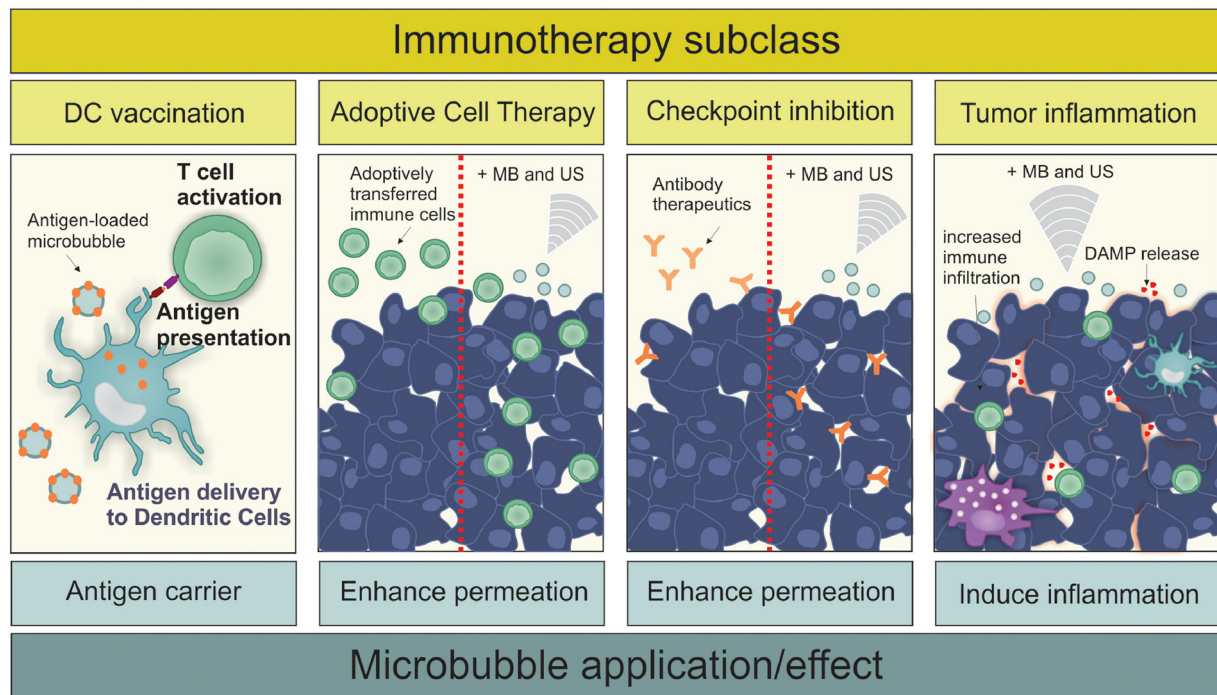 Immunotherapy subclass
DC vaccination
Adoptive Cell Therapy
Checkpoint inhibition
Tumor inflammation
T cell
activation
Antigen-loaded
microbubble
Antigen
presentation
Antigen delivery
to Dendritic Cells
Adoptively
transferred
immune cells
+ MB and US
Antibody
therapeutics
+ MB and US
+ MB and US
increased
immune
infiltration
DAMP release
Antigen carrier
Enhance permeation
Enhance permeation
Induce inflammation
Microbubble application/effect